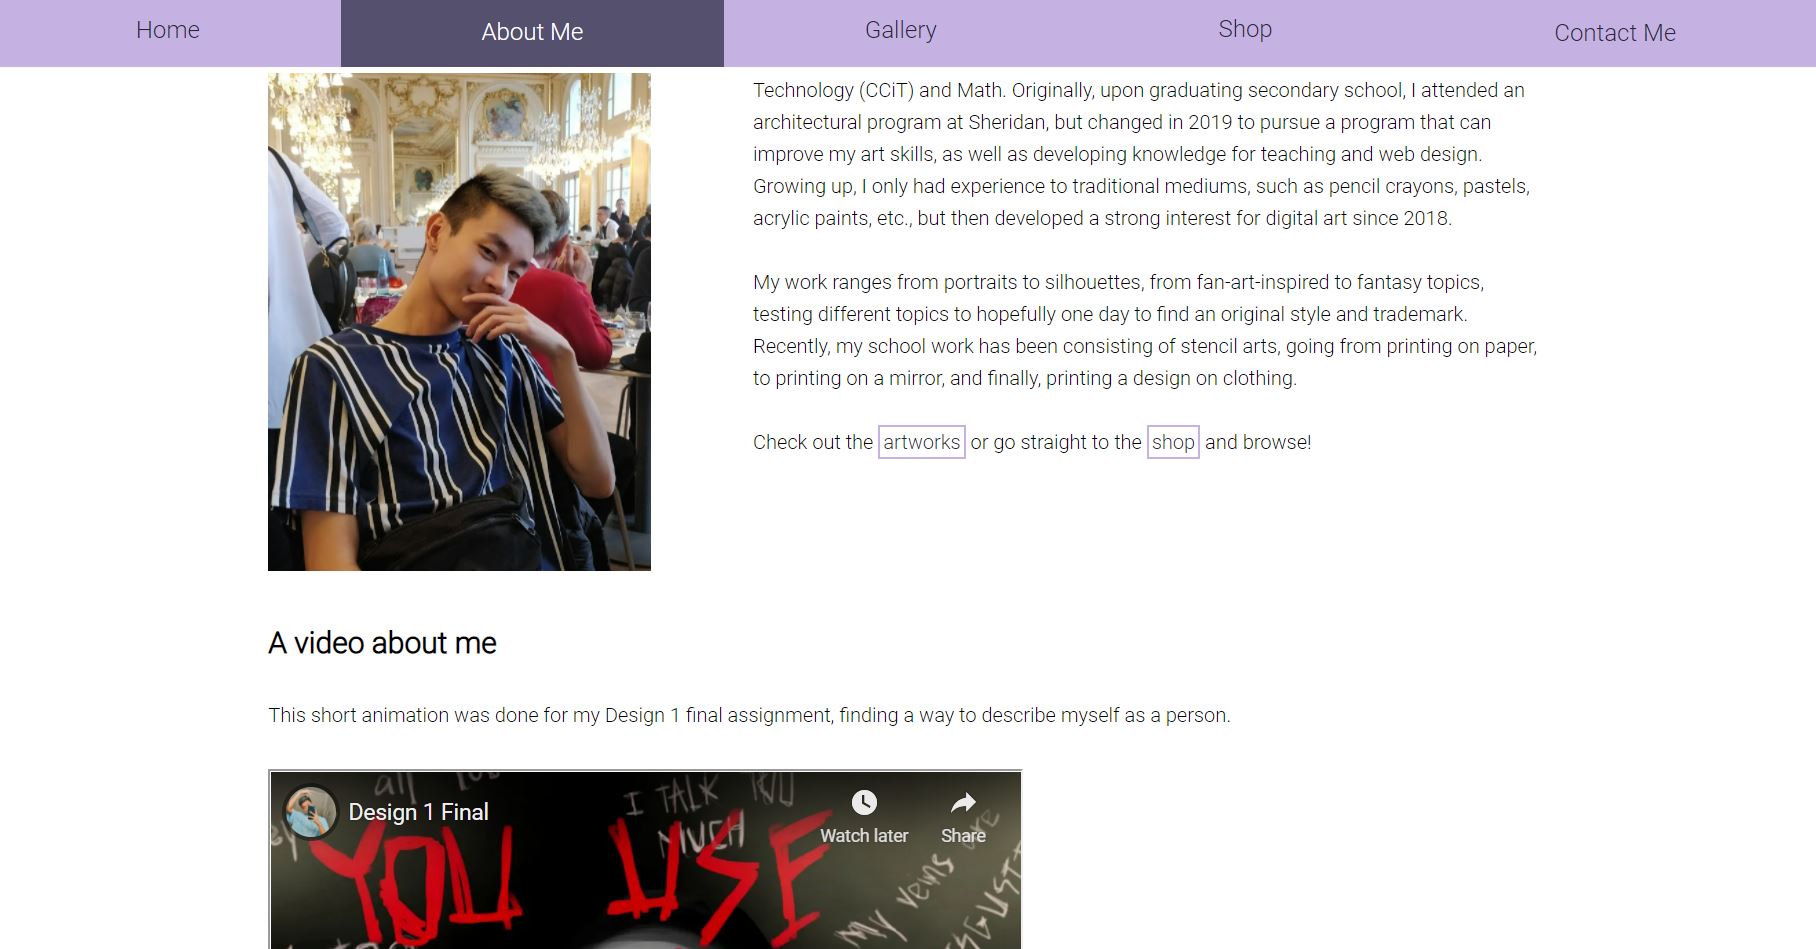 Home About Me Gallery Shop Contact Me
Technology (CCiT) and Math. Originally, upon graduating secondary school, I attended an
architectural program at Sheridan, but changed in 2019 to pursue a program that can
improve my art skills, as well as developing knowledge for teaching and web design.
Growing up, I only had experience to traditional mediums, such as pencil crayons, pastels,
acrylic paints, etc., but then developed a strong interest for digital art since 2018.
My work ranges from portraits to silhouettes, from fan-art-inspired to fantasy topics,
testing different topics to hopefully one day to find an original style and trademark.
Recently, my school work has been consisting of stencil arts, going from printing on paper,
to printing on a mirror, and finally, printing a design on clothing.
Check out the artworks or go straight to the shop and browse!
A video about me
This short animation was done for my Design 1 final assignment, finding a way to describe myself as a person.
Design 1 Final
Watch later
Share
I TALK
MUCH
YOU USE
my veins are